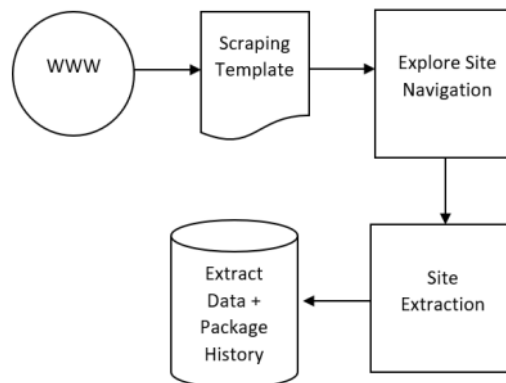 WWW
Scraping
Template
Explore Site
Navigation
Site
Extraction
Extract
Data +
Package
History